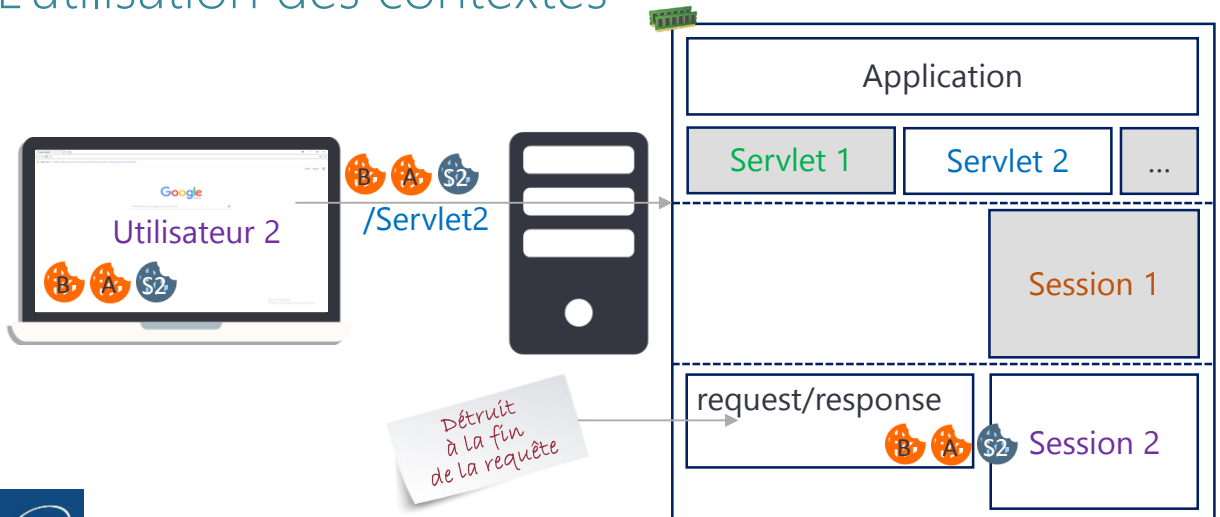 L'utilisation des contextes
Application
Servlet 1
Servlet 2
...
B
A
S2
/Servlet2
Google
Utilisateur 2
B
A
S2
Session 1
request/response
B
A
S2
Session 2
Détruit
à la fin
de la requête